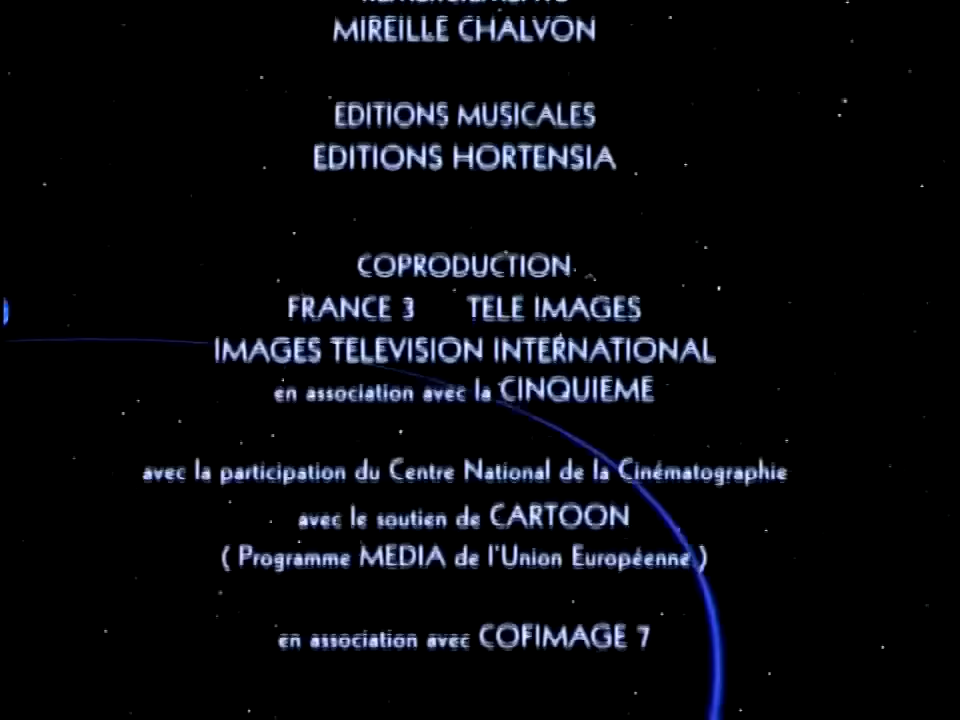 MIREILLE CHALVON
EDITIONS MUSICALES
EDITIONS HORTENSIA
COPRODUCTION
FRANCE 3 TELE IMAGES
IMAGES TELEVISION INTERNATIONAL
en association avec la CINQUIEME
avec la participation du Centre National de la Cinématographie
avec le soutien de CARTOON
( Programme MEDIA de l'Union Européenne )
en association avec COFIMAGE 7